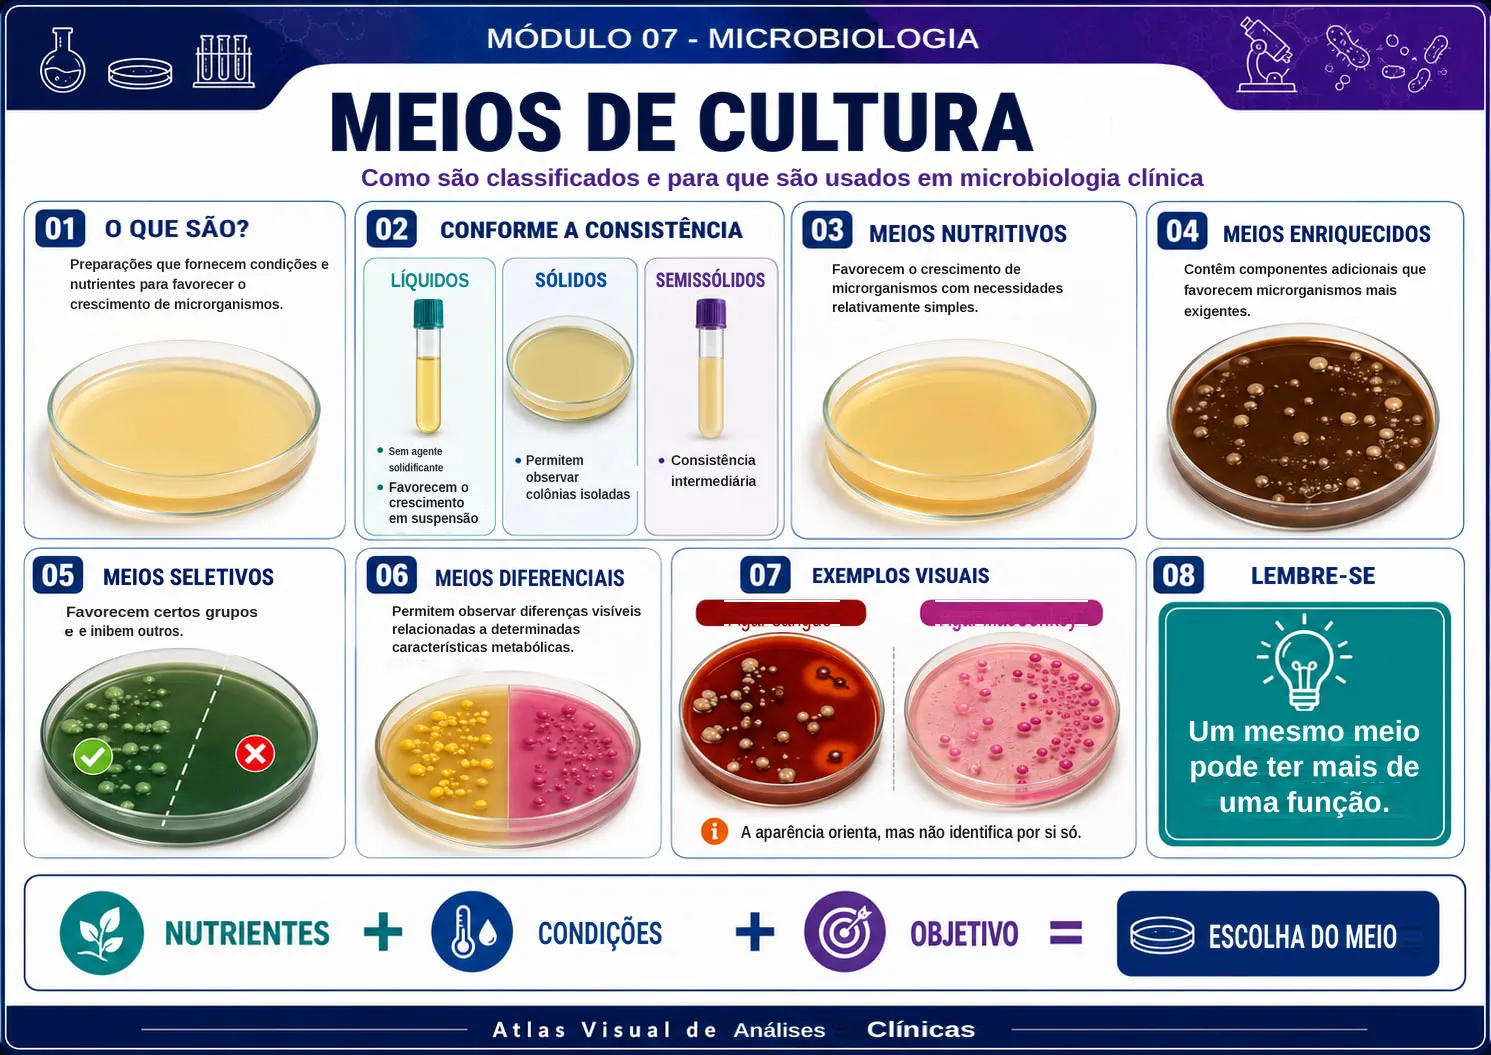 MÓDULO 07 - MICROBIOLOGIA
MEIOS DE CULTURA
Como são classificados e para que são usados em microbiologia clínica
01 O QUE SÃO?
Preparações que fornecem condições e
nutrientes para favorecer o
crescimento de microrganismos.
02 CONFORME A CONSISTÊNCIA
LÍQUIDOS
Sem agente
solidificante
Favorecem o
crescimento
em suspensão
SÓLIDOS
Permitem
observar
colônias isoladas
SEMISSÓLIDOS
Consistência
intermediária
03 MEIOS NUTRITIVOS
Favorecem o crescimento de
microrganismos com necessidades
relativamente simples.
04 MEIOS ENRIQUECIDOS
Contêm componentes adicionais que
favorecem microrganismos mais
exigentes.
05 MEIOS SELETIVOS
Favorecem certos grupos
e e inibem outros.
06 MEIOS DIFERENCIAIS
Permitem observar diferenças visíveis
relacionadas a determinadas
características metabólicas.
07 EXEMPLOS VISUAIS
A aparência orienta, mas não identifica por si só.
08 LEMBRE-SE
Um mesmo meio
pode ter mais de
uma função.
NUTRIENTES + CONDIÇÕES + OBJETIVO = ESCOLHA DO MEIO
Atlas Visual de Análises Clínicas